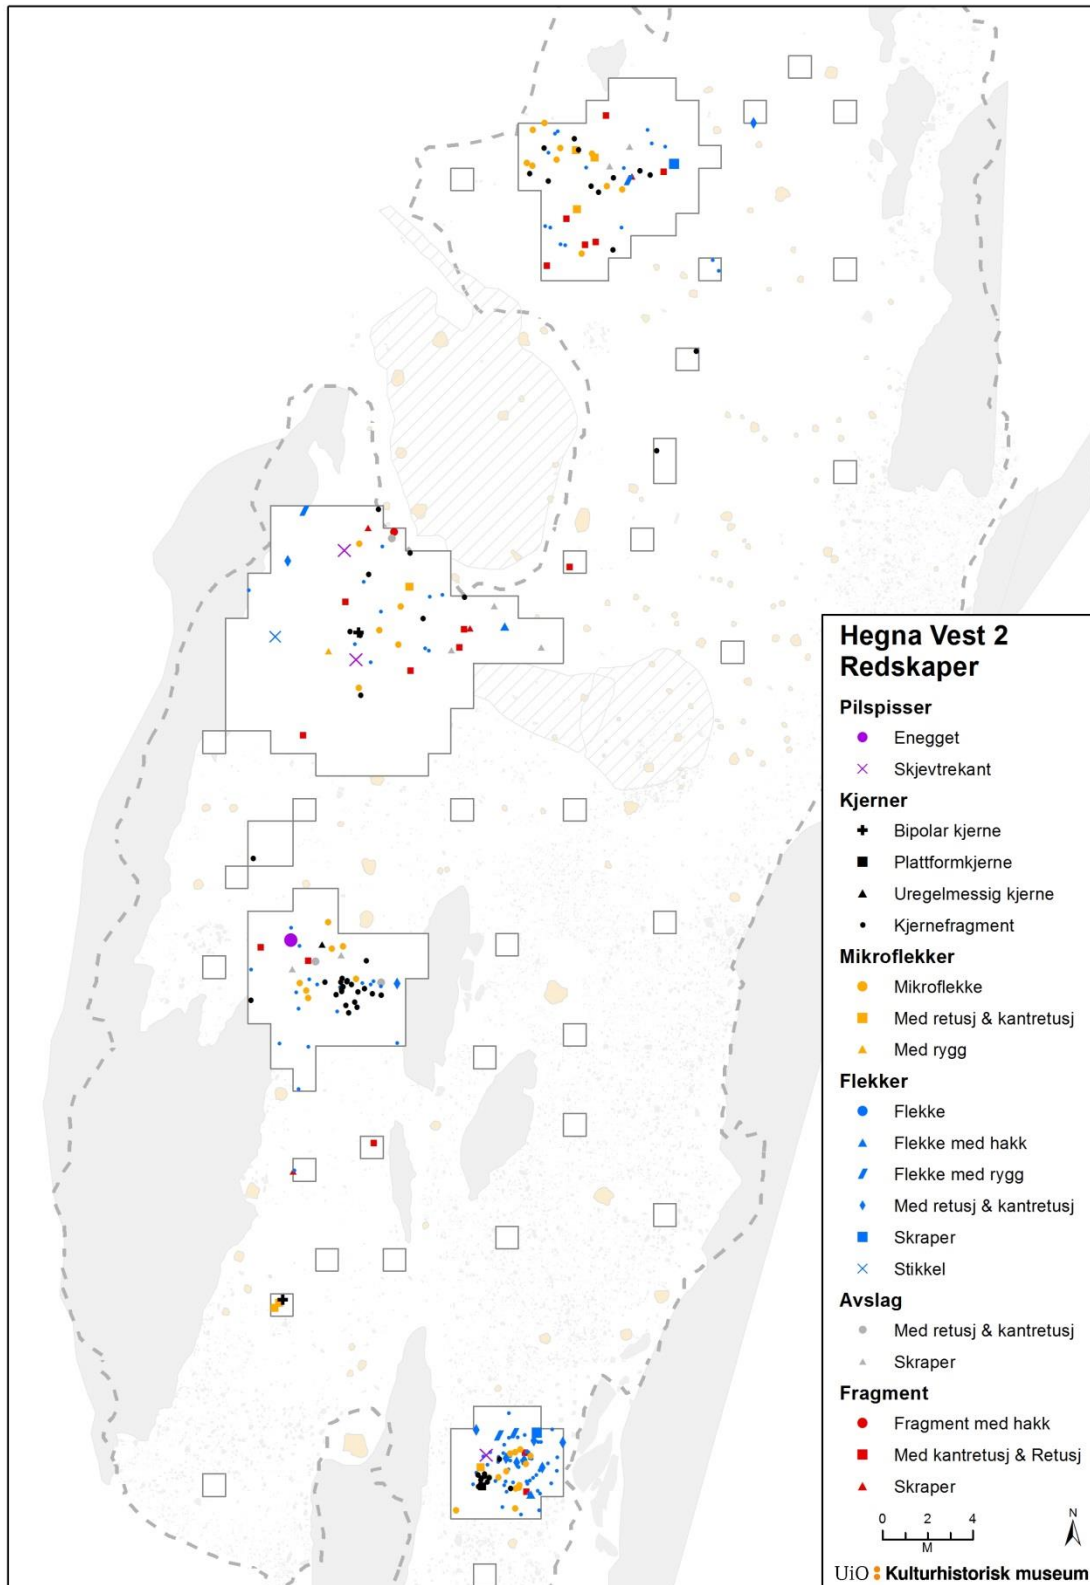 Hegna Vest 2
Redskaper
Pilspisser
Enegget
Skjevtrekant
Kjerner
Bipolar kjerne
Plattformkjerne
Uregelmessig kjerne
Kjernefragment
Mikroflekker
Mikroflekke
Med retusj & kantretusj
Med rygg
Flekker
Flekke
Flekke med hakk
Flekke med rygg
Med retusj & kantretusj
Skraper
Stikkel
Avslag
Med retusj & kantretusj
Skraper
Fragment
Fragment med hakk
Med kantretusj & Retusj
Skraper
0 2 4
M
N
UiO Kulturhistorisk museum